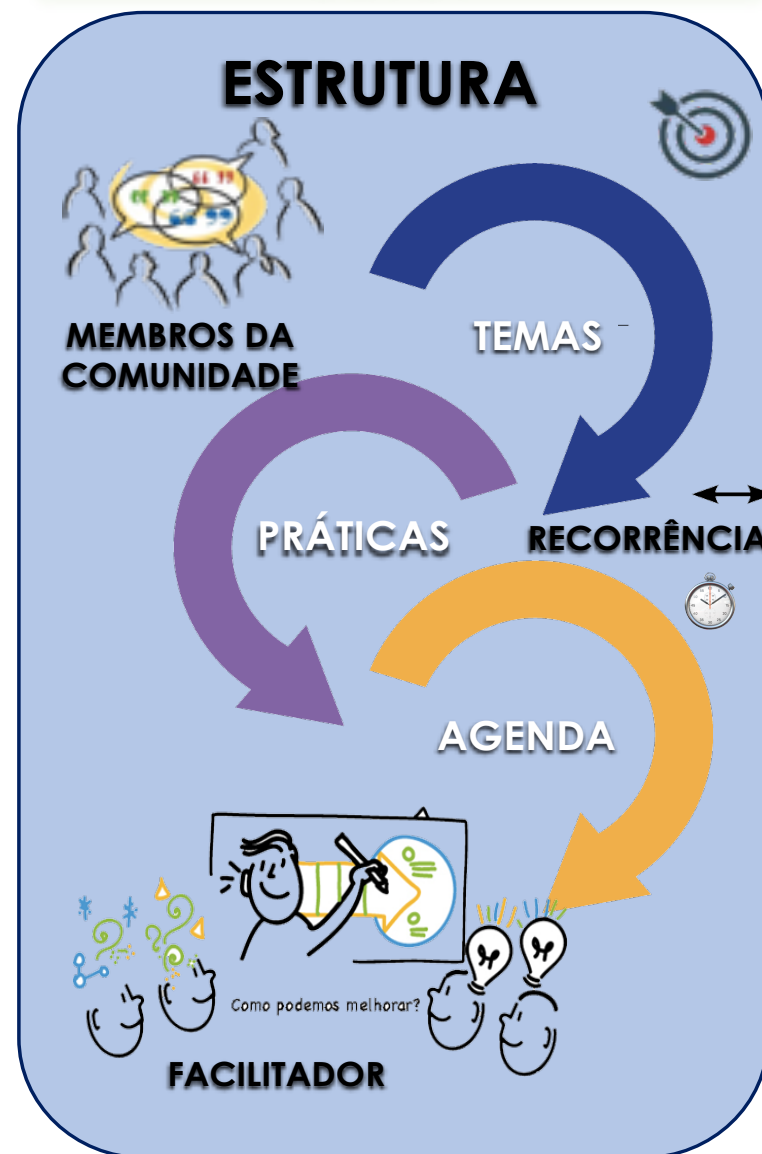 ESTRUTURA
MEMBROS DA
COMUNIDADE
TEMAS
PRÁTICAS
RECORRÊNCIA
AGENDA
Como podemos melhorar?
FACILITADOR